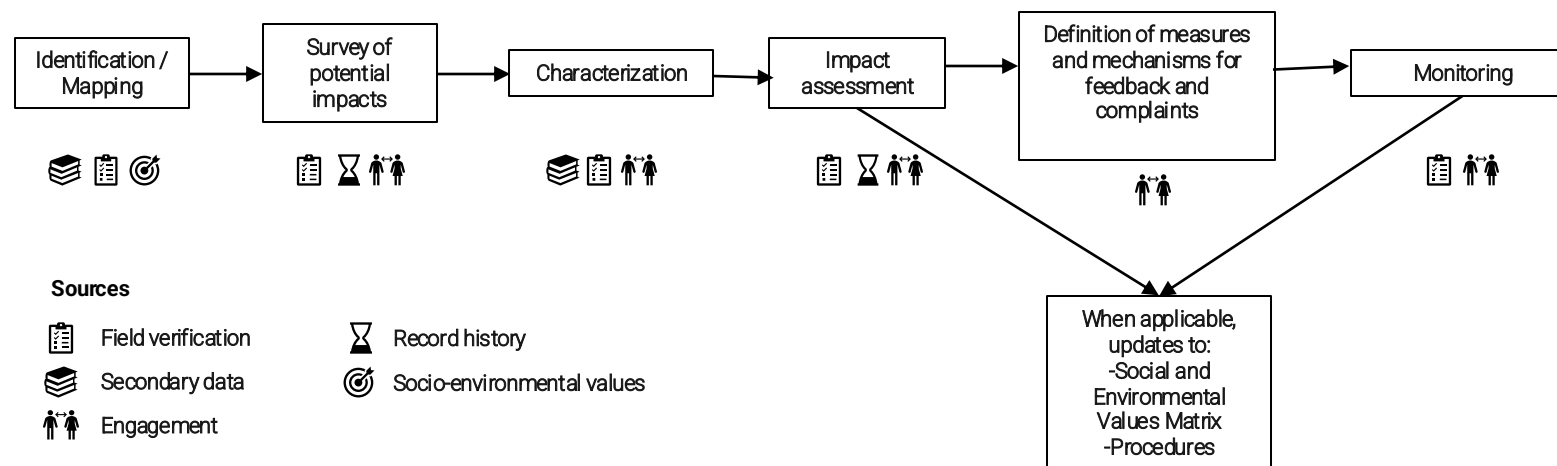 Identification /
Mapping
Survey of
potential
impacts
Characterization
Impact
assessment
Definition of measures
and mechanisms for
feedback and
complaints
Monitoring
Sources
Field verification
Secondary data
Engagement
Record history
Socio-environmental values
When applicable,
updates to:
-Social and
Environmental
Values Matrix
-Procedures